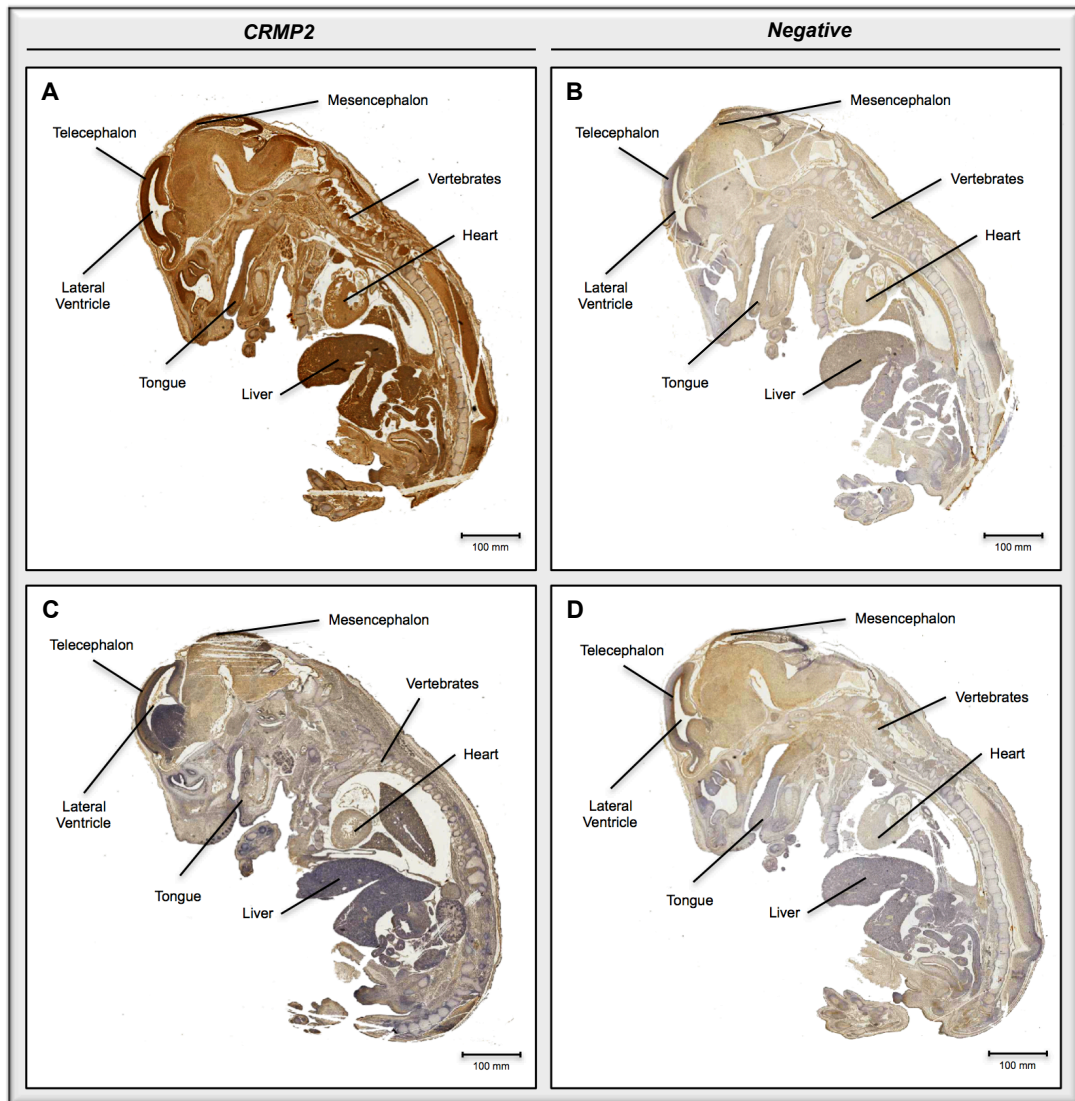 CRMP2
Negative
A
Mesencephalon
Telecephalon
Vertebrates
Heart
Lateral
Ventricle
Tongue
Liver
100 mm
B
Mesencephalon
Telecephalon
Vertebrates
Heart
Lateral
Ventricle
Tongue
Liver
100 mm
C
Mesencephalon
Telecephalon
Vertebrates
Heart
Lateral
Ventricle
Tongue
Liver
100 mm
D
Mesencephalon
Telecephalon
Vertebrates
Heart
Lateral
Ventricle
Tongue
Liver
100 mm